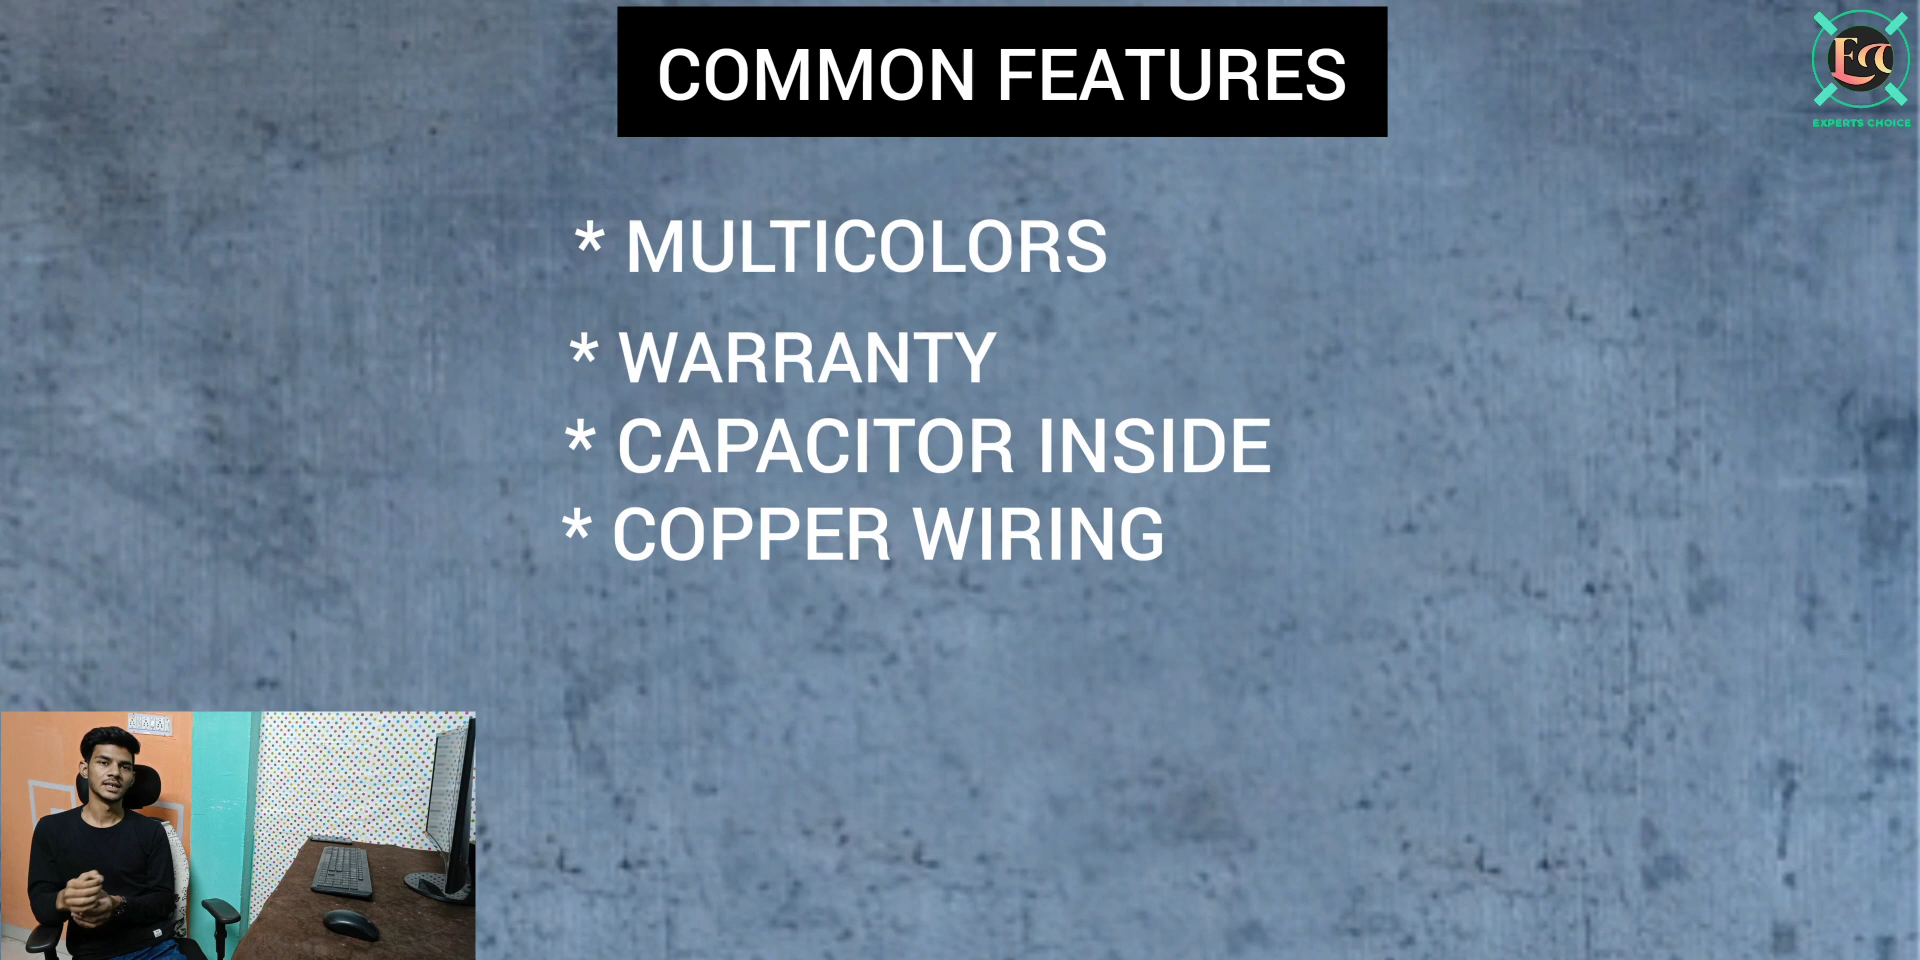 COMMON FEATURES
EXPERTS CHOICE
* MULTICOLORS
* WARRANTY
* CAPACITOR INSIDE
* COPPER WIRING